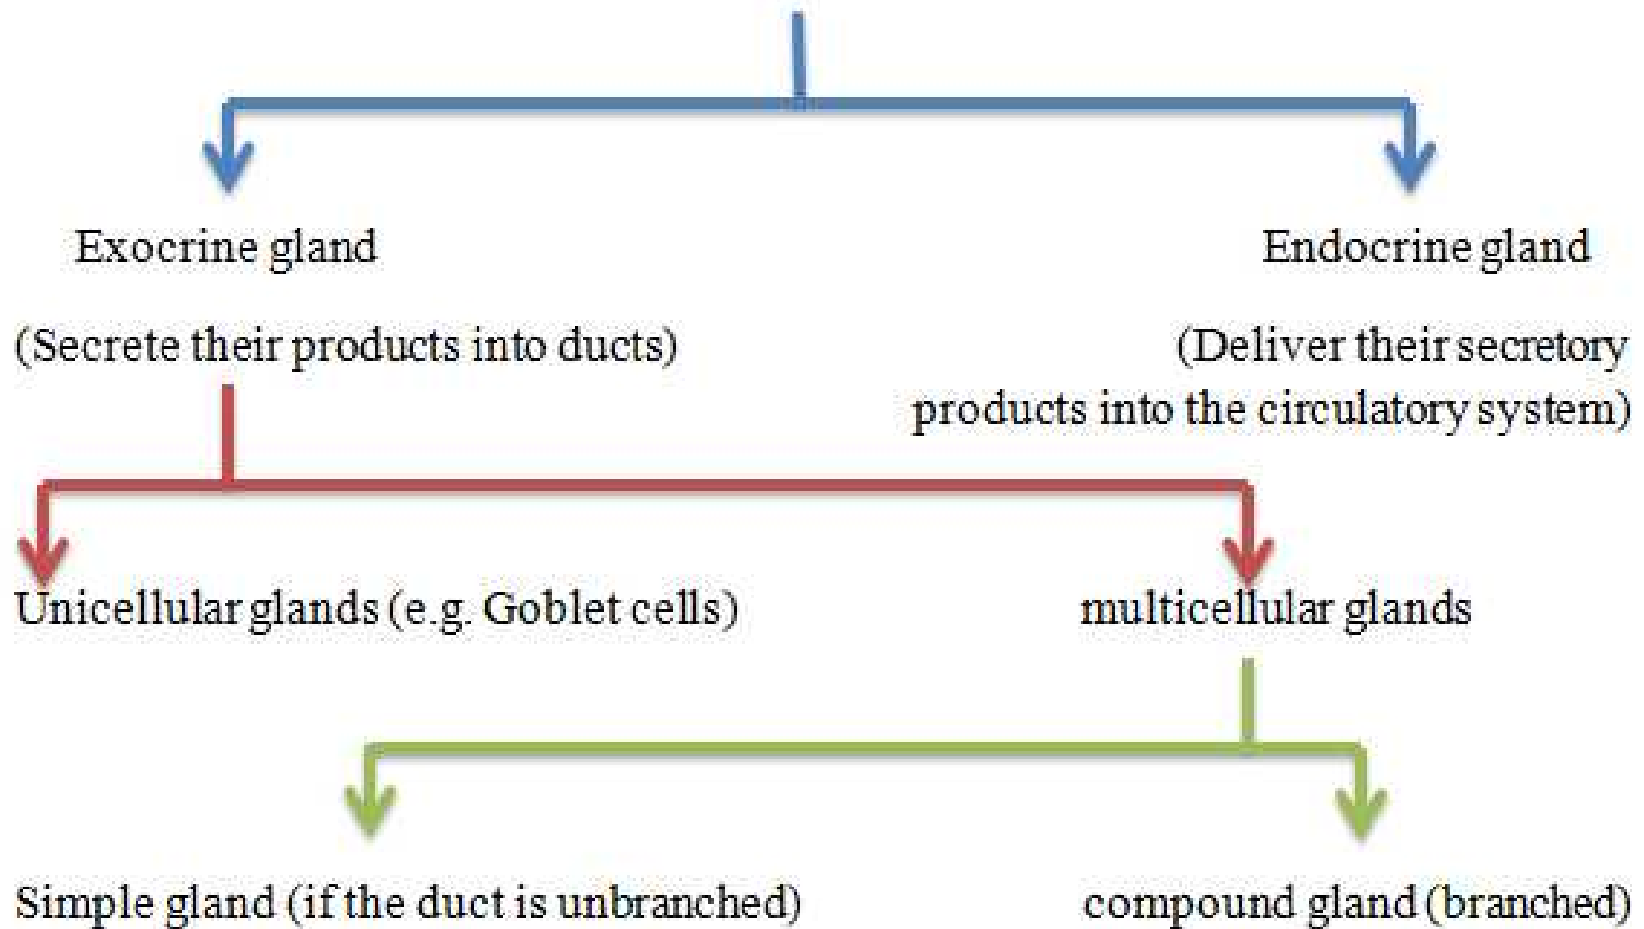 Exocrine gland
Endocrine gland
(Secrete their products into ducts)
(Deliver their secretory
products into the circulatory system)
Unicellular glands (e.g. Goblet cells)
multicellular glands
Simple gland (if the duct is unbranched)
compound gland (branched)